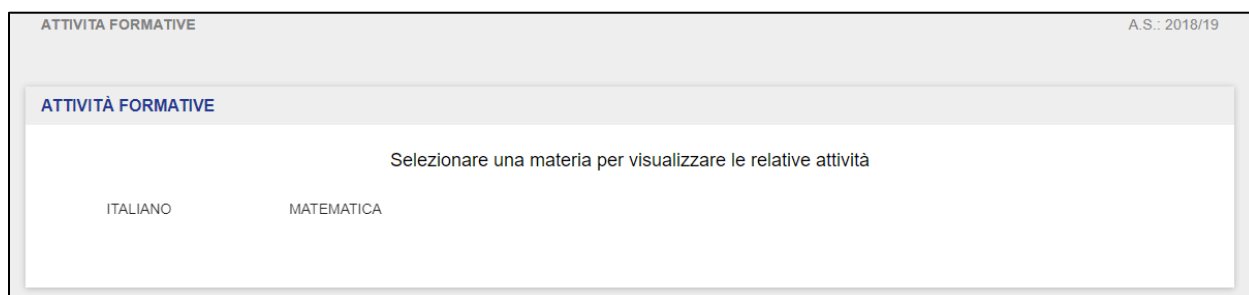 ATTIVITA FORMATIVE A.S.: 2018/19
ATTIVITÀ FORMATIVE
Selezionare una materia per visualizzare le relative attività
ITALIANO MATEMATICA